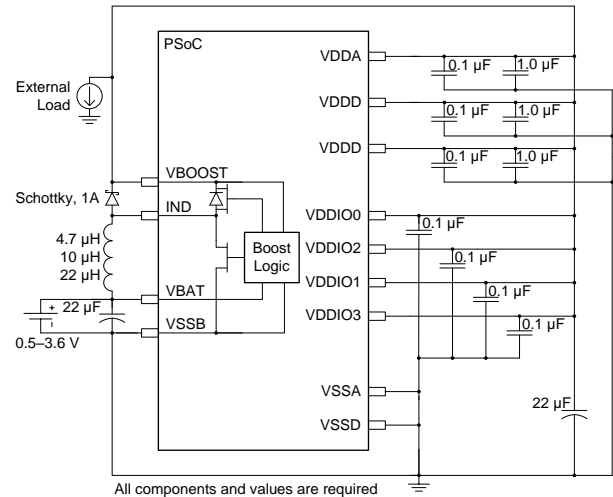 PSoC
VDDA
0.1 µF
1.0 µF
External
Load
VDDD
0.1 µF
1.0 µF
VDDD
0.1 µF
1.0 µF
VBOOST
Schottky, 1A
IND
VDDIO0
0.1 µF
4.7 µH
10 µH
22 µH
Boost
Logic
VDDIO2
0.1 µF
VDDIO1
0.1 µF
VBAT
+
22 µF
VDDIO3
0.1 µF
VSSB
0.5–3.6 V
VSSA
22 µF
VSSD
All components and values are required